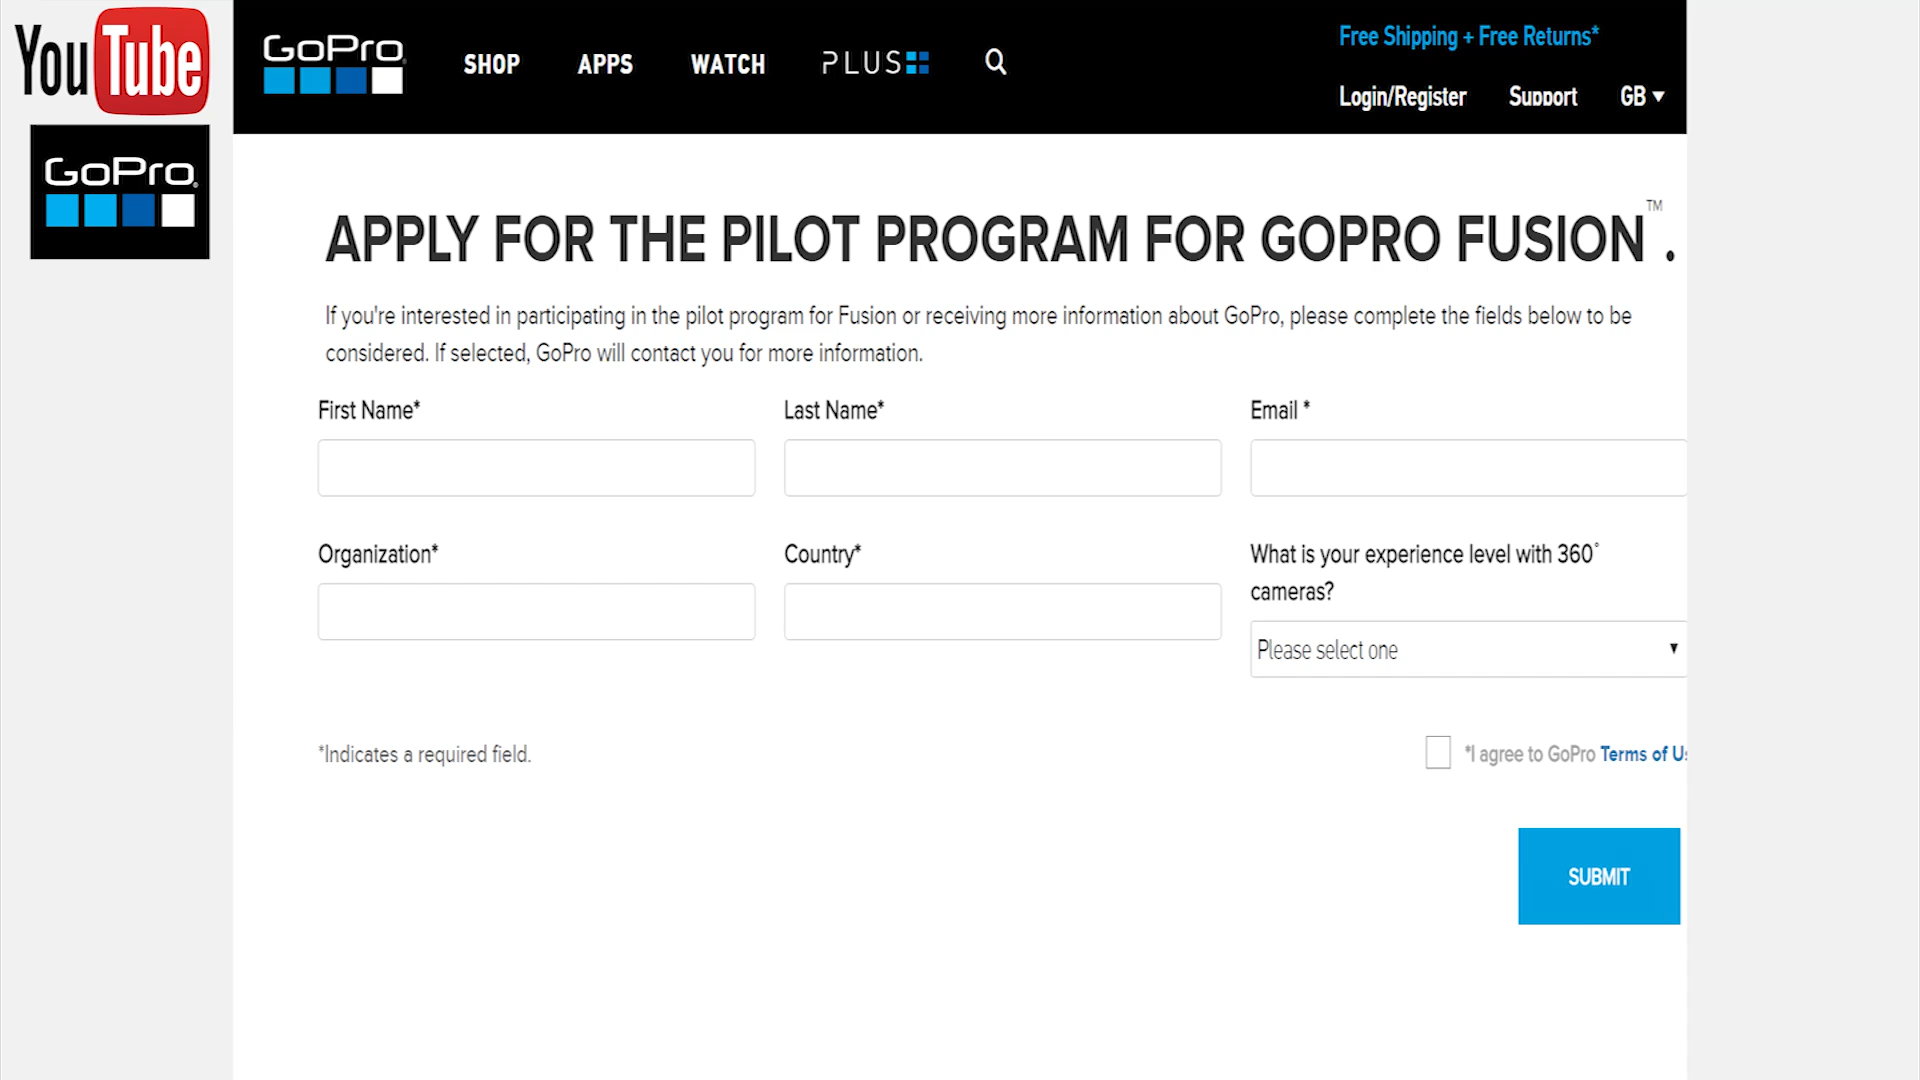 YouTube
GoPro
GoPro
SHOP
APPS
WATCH
PLUS
Free Shipping + Free Returns*
Login/Register
Support
GB
APPLY FOR THE PILOT PROGRAM FOR GOPRO FUSION™.
If you're interested in participating in the pilot program for Fusion or receiving more information about GoPro, please complete the fields below to be
considered. If selected, GoPro will contact you for more information.
First Name*
Last Name*
Email *
Organization*
Country*
What is your experience level with 360°
cameras?
Please select one
*Indicates a required field.
*I agree to GoPro Terms of U
SUBMIT